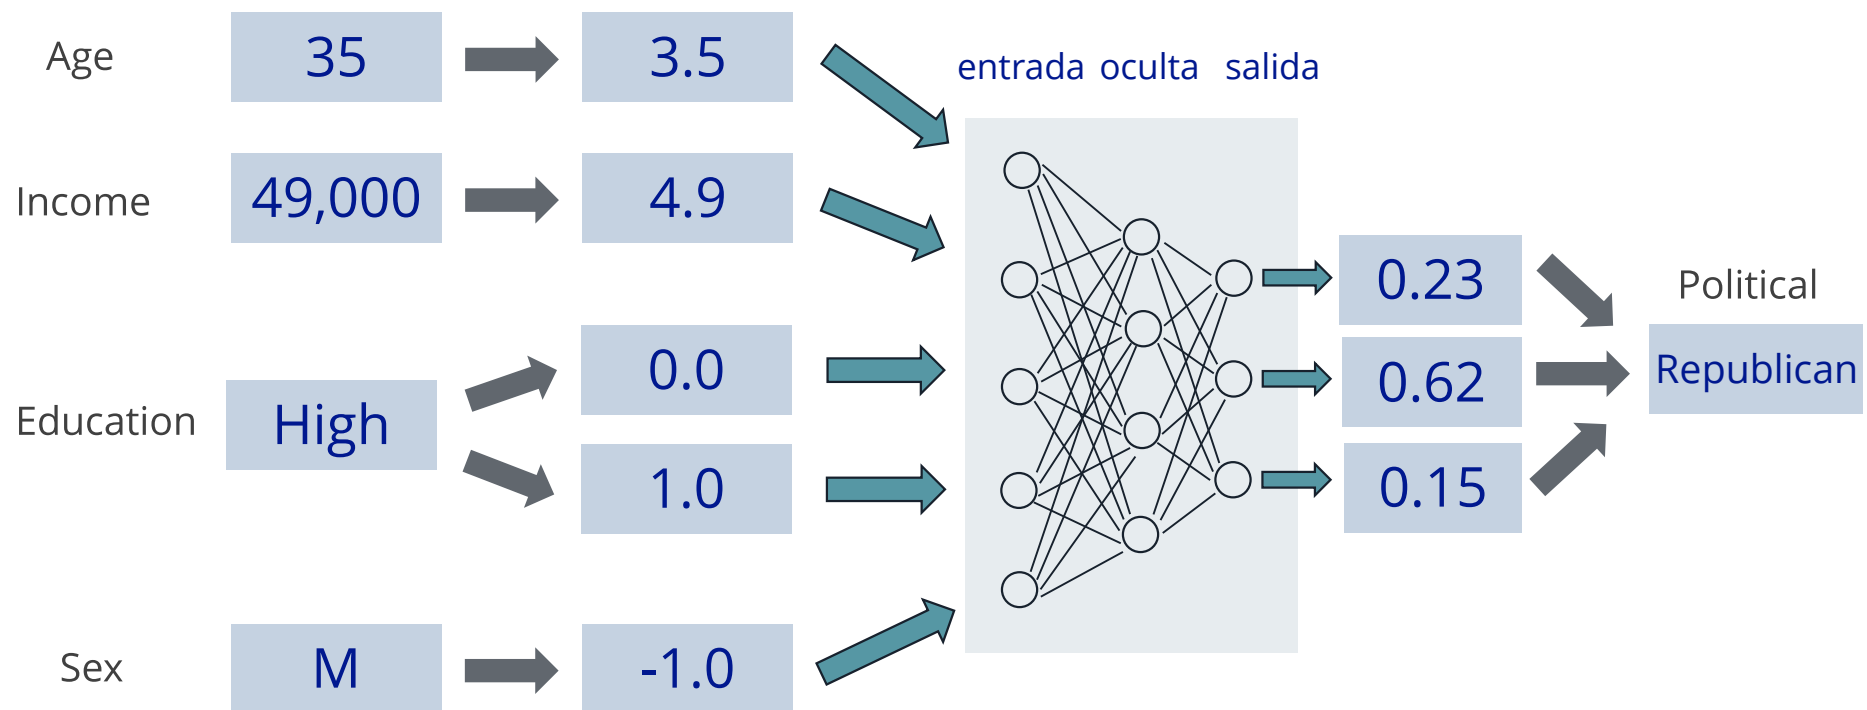 Age
35
3.5
entrada oculta salida
Income
49,000
4.9
Education
High
0.0
1.0
Sex
M
-1.0
0.23
0.62
0.15
Political
Republican